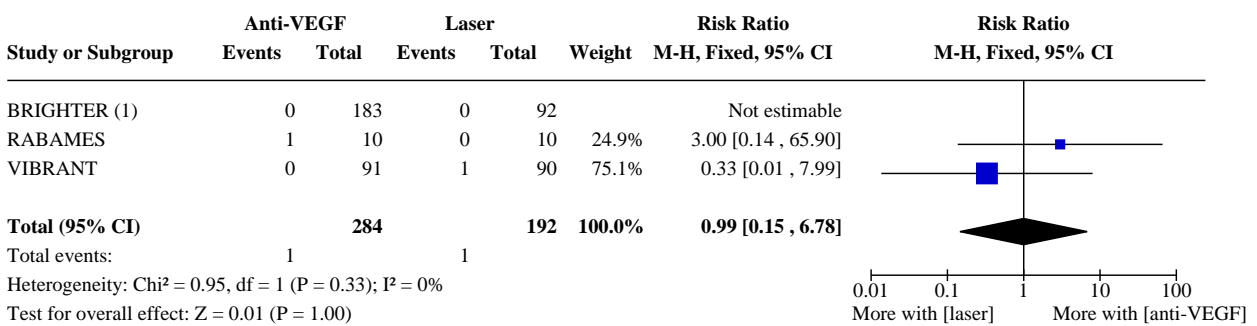 Anti-VEGF Laser Risk Ratio Risk Ratio
Study or Subgroup Events Total Events Total Weight M-H, Fixed, 95% CI M-H, Fixed, 95% CI
BRIGHTER (1) 0 183 0 92 Not estimable
RABAMES 1 10 0 10 24.9% 3.00 [0.14 , 65.90]
VIBRANT 0 91 1 90 75.1% 0.33 [0.01 , 7.99]
Total (95% CI) 284 192 100.0% 0.99 [0.15 , 6.78]
Total events: 1 1
Heterogeneity: Chi² = 0.95, df = 1 (P = 0.33); I² = 0%
0.01 0.1 1 10 100
Test for overall effect: Z = 0.01 (P = 1.00) More with [laser] More with [anti-VEGF]